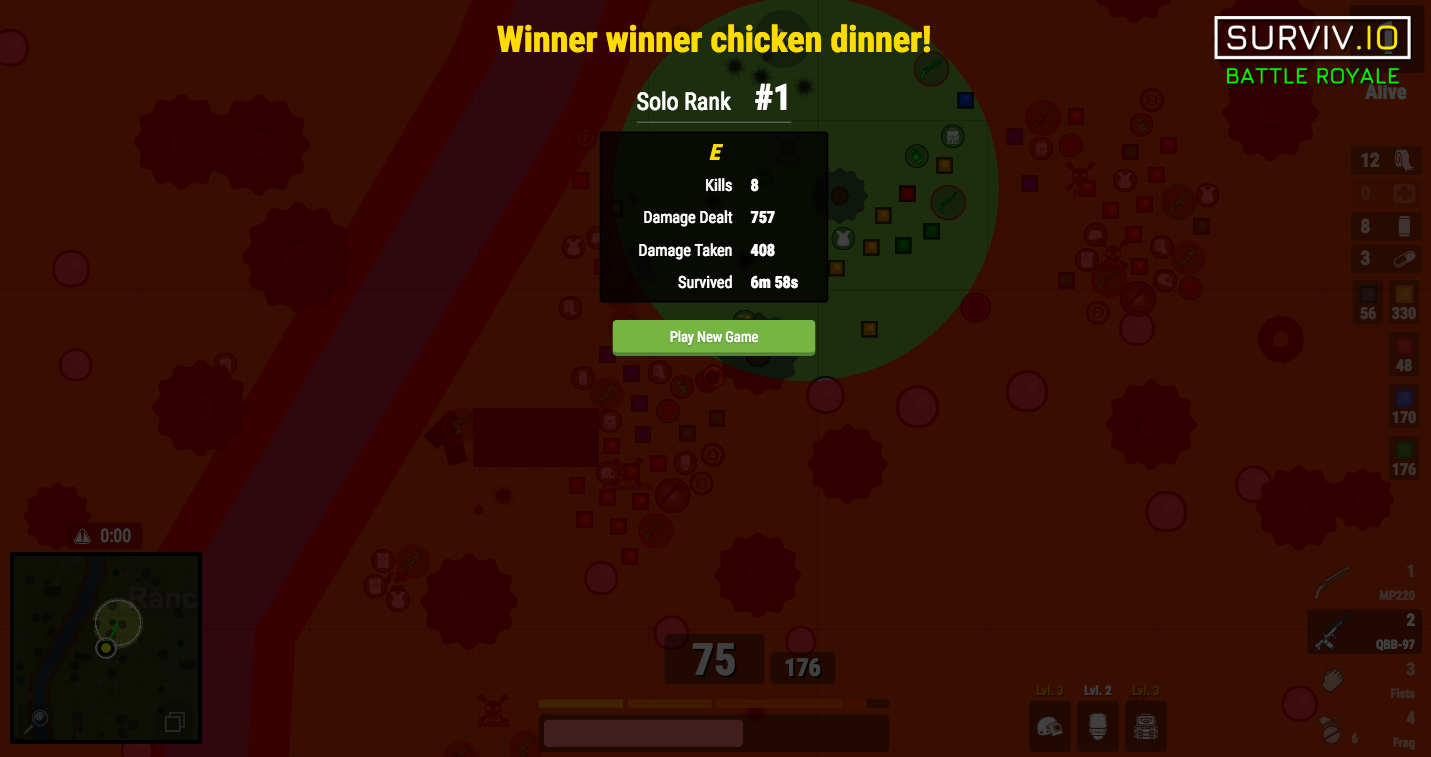 Winner winner chicken dinner!
SURVIV.IO
BATTLE ROYALE
Alive
Solo Rank #1
E
Kills 8
Damage Dealt 757
Damage Taken 408
Survived 6m 58s
Play New Game
12
0
8
3
56 330
48
170
176
0:00
Ranc
75 176
Lvl. 3 Lvl. 2 Lvl. 3
1
MP220
2
QBB-97
3
Fists
4
6
Frag